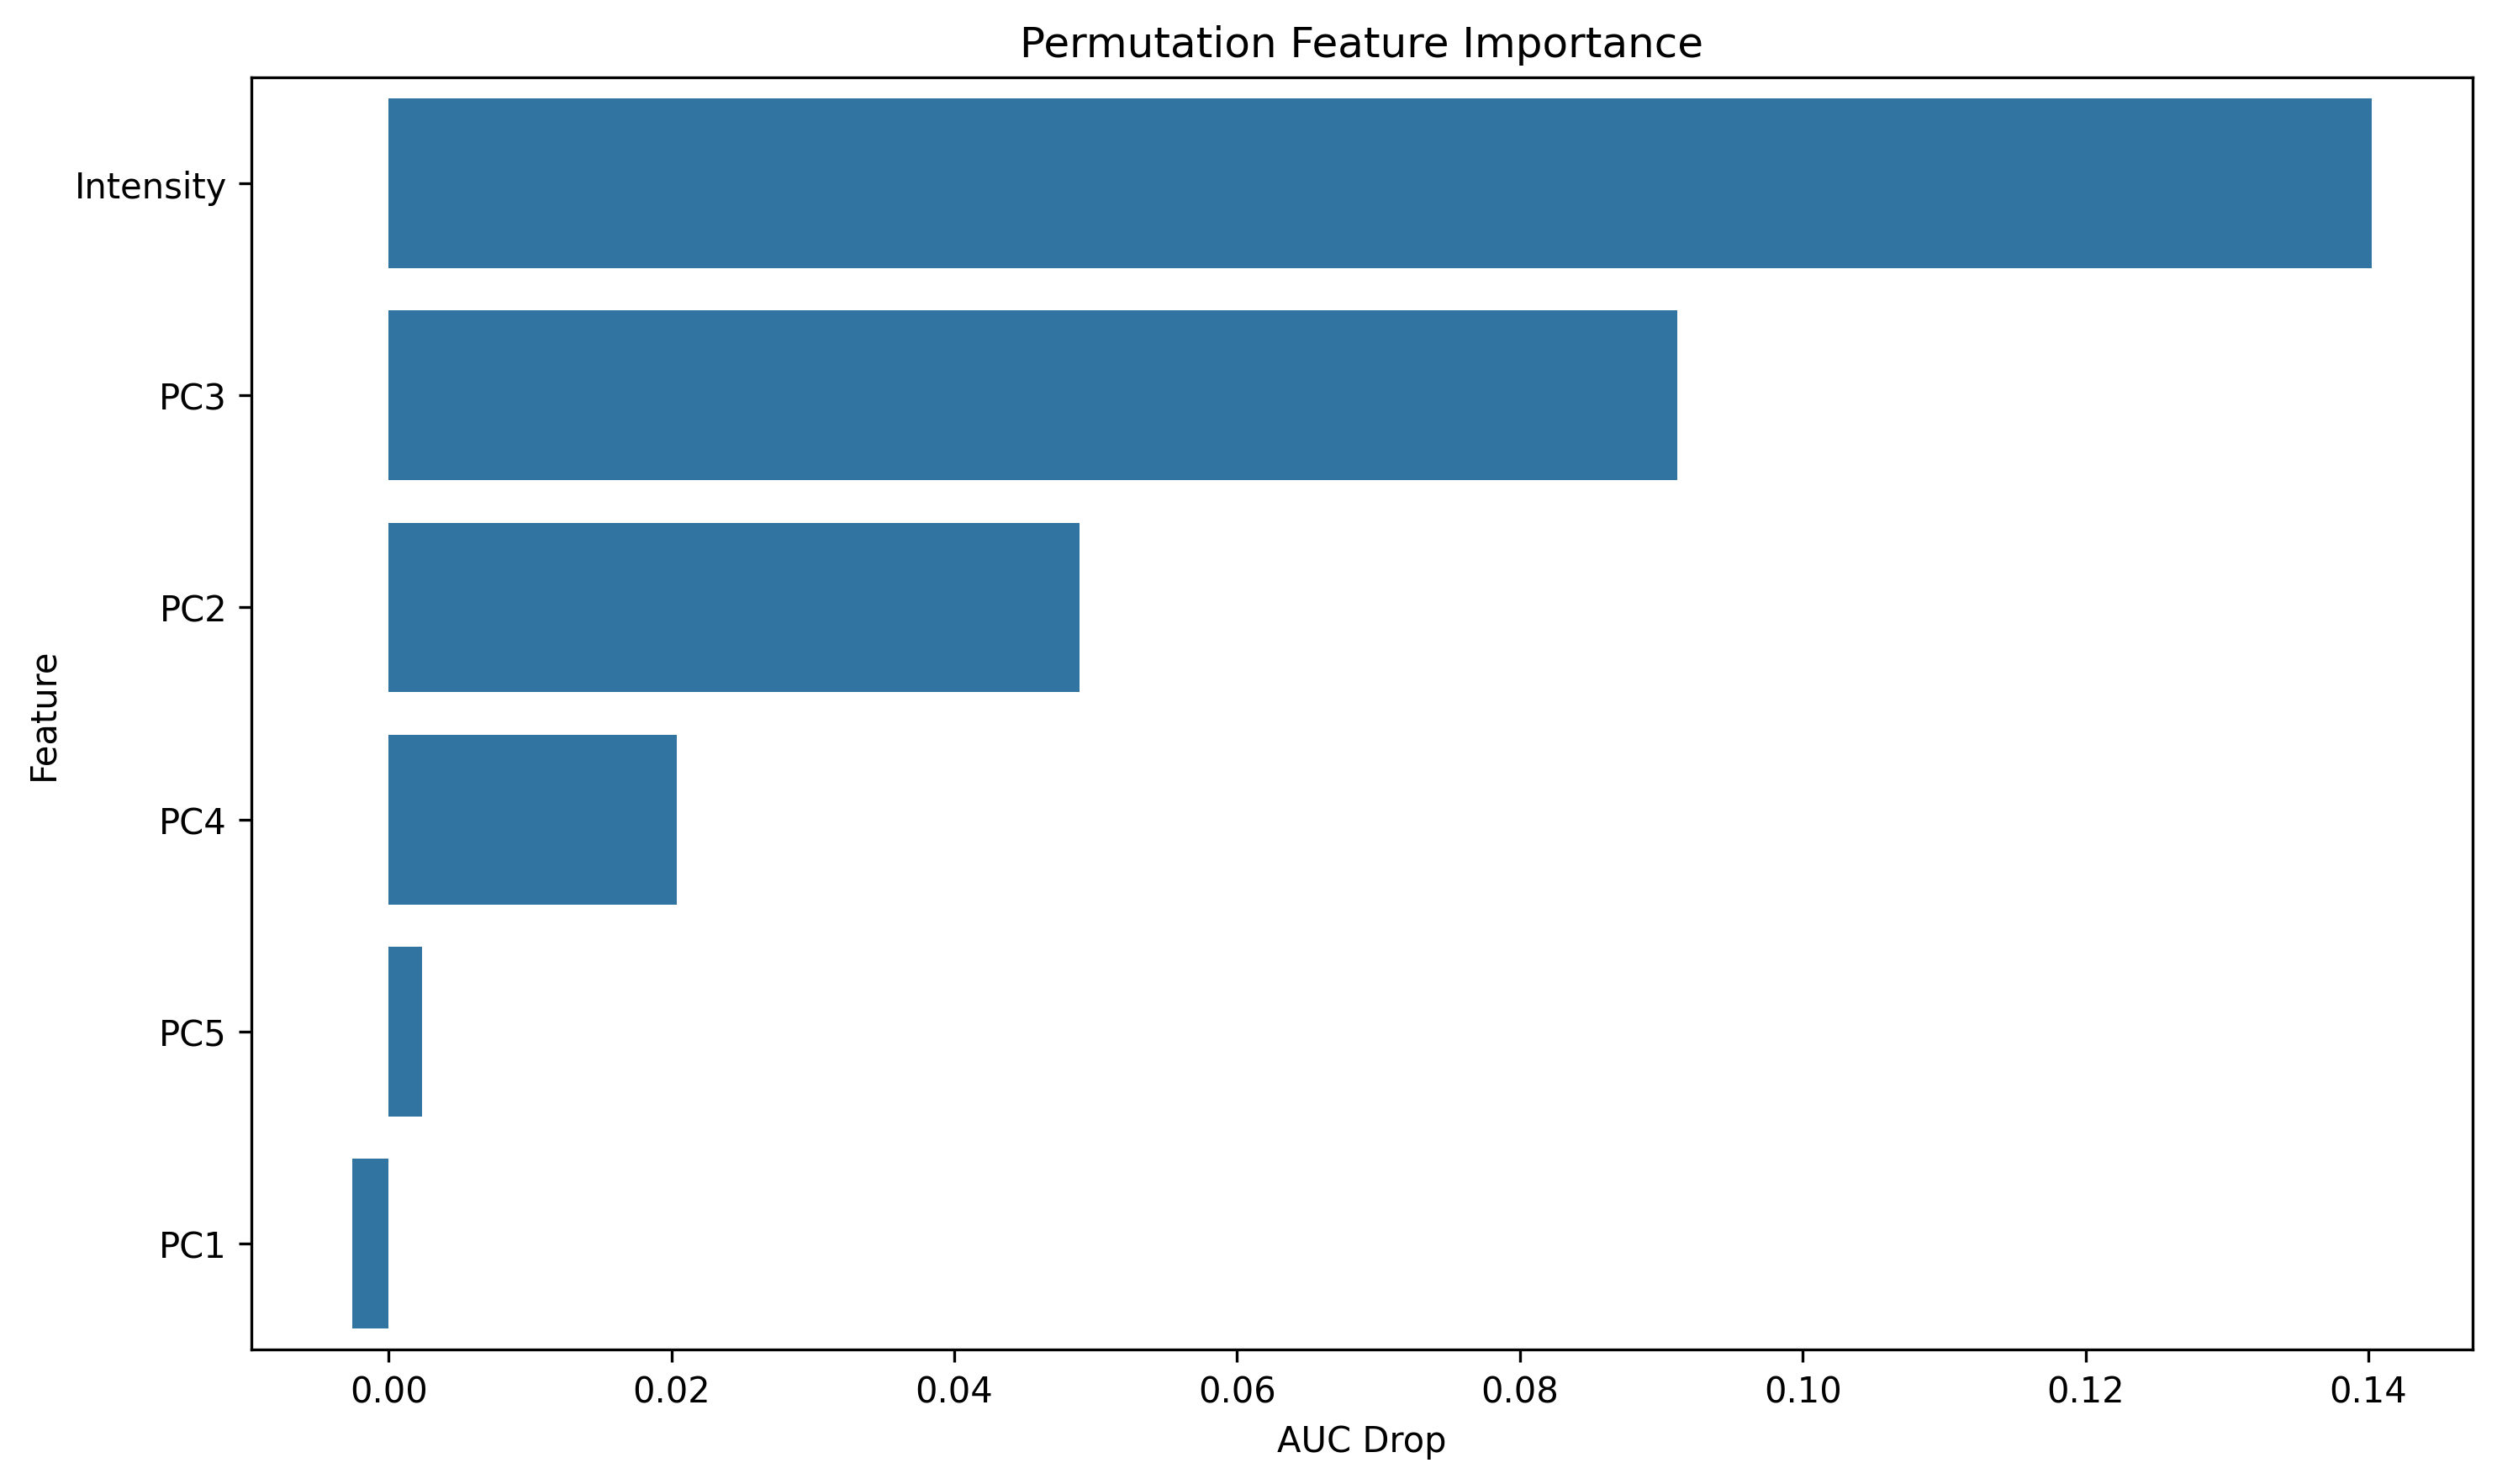 Permutation Feature Importance
Intensity
PC3
PC2
PC4
PC5
PC1
Feature
0.00 0.02 0.04 0.06 0.08 0.10 0.12 0.14
AUC Drop